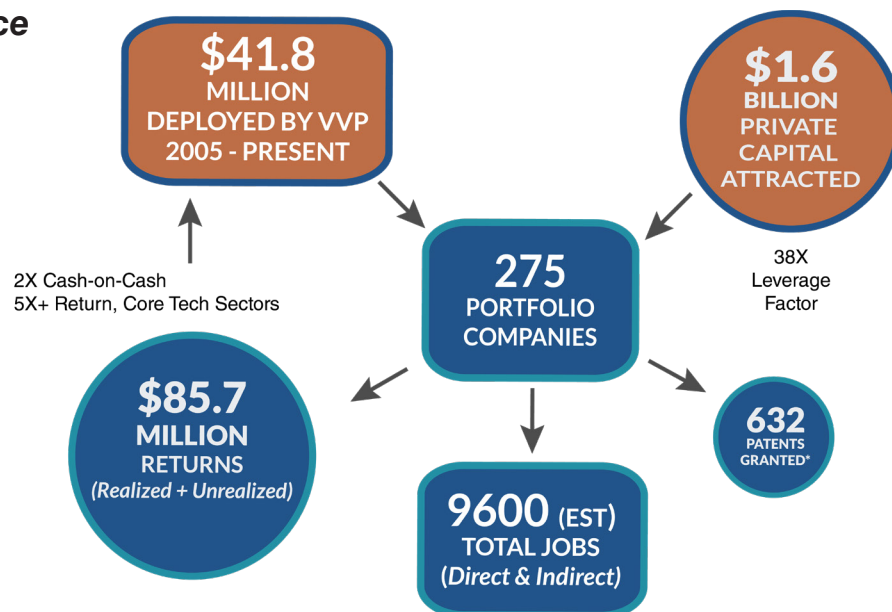 $41.8
MILLION
DEPLOYED BY VVP
2005 - PRESENT
$1.6
BILLION
PRIVATE
CAPITAL
ATTRACTED
38X
Leverage
Factor
275
PORTFOLIO
COMPANIES
2X Cash-on-Cash
5X+ Return, Core Tech Sectors
$85.7
MILLION
RETURNS
(Realized + Unrealized)
9600 (EST)
TOTAL JOBS
(Direct & Indirect)
632
PATENTS
GRANTED*